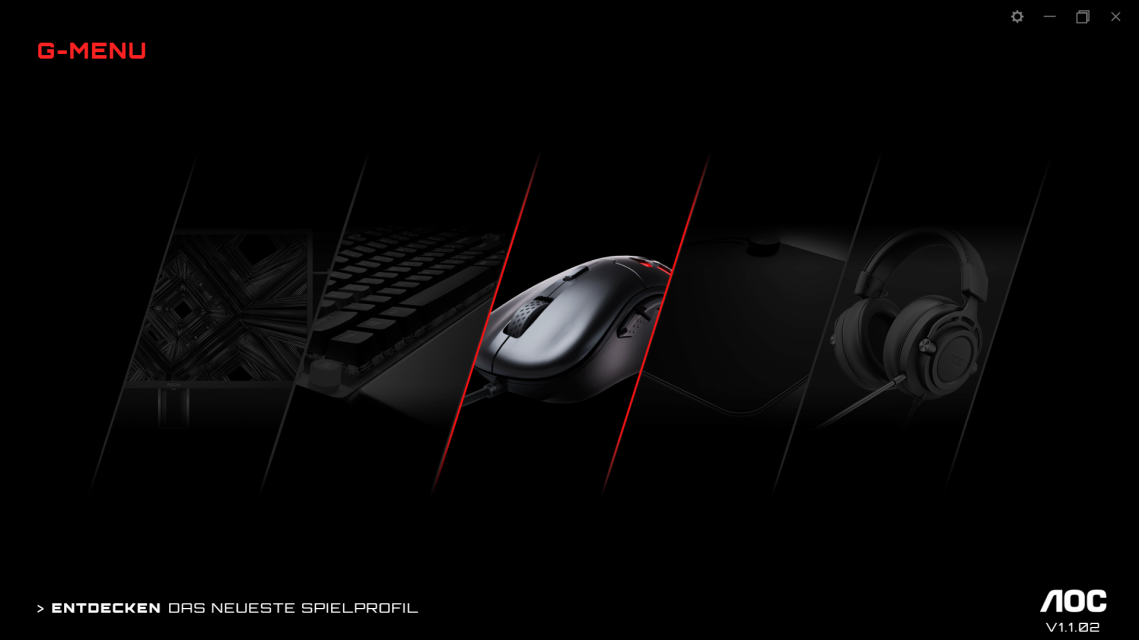 G-MENU
> ENTDECKEN DAS NEUESTE SPIELPROFIL
AOC
V1.1.02